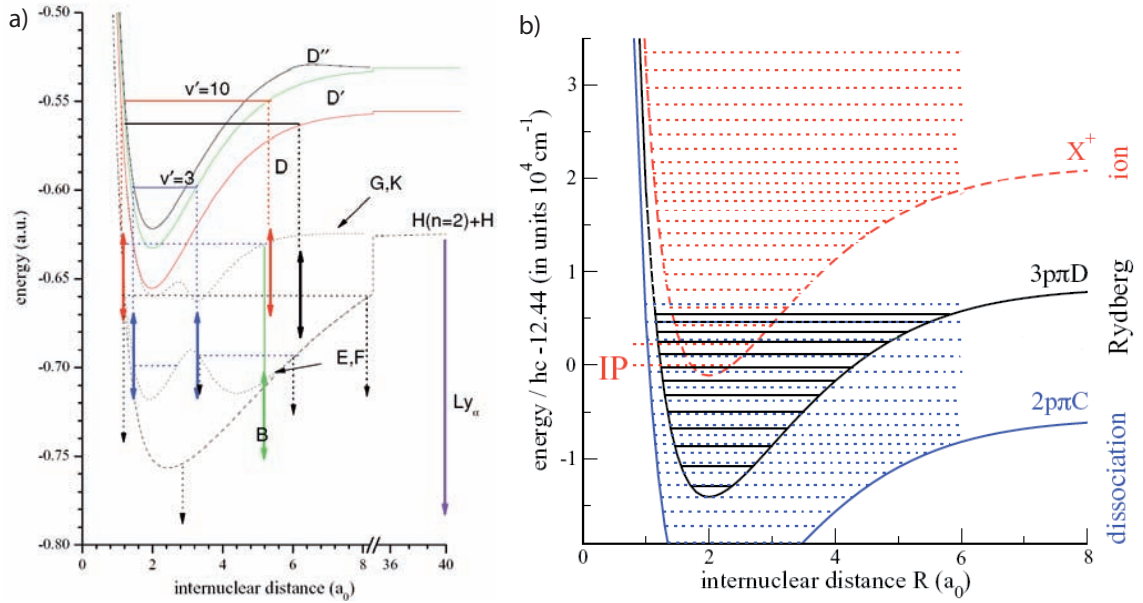 a)
-0.50
-0.55
-0.60
-0.65
-0.70
-0.75
-0.80
energy (a.u.)
0 2 4 6 8 36 40
internuclear distance (a₀)
D′′
v′=10
D′
D
v′=3
G,K
H(n=2)+H
E,F
B
Lyα
b)
3
2
1
0
-1
energy / hc -12.44 (in units 10⁴ cm⁻¹)
0 2 4 6 8
internuclear distance R (a₀)
IP
X⁺
3pπD
2pπC
ion
Rydberg
dissociation